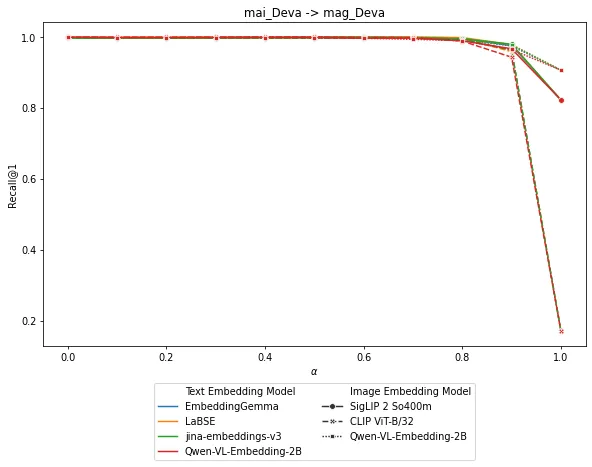 mai_Deva -> mag_Deva
1.0
0.8
0.6
0.4
0.2
Recall@1
0.0 0.2 0.4 0.6 0.8 1.0
α
Text Embedding Model
EmbeddingGemma
LaBSE
jina-embeddings-v3
Qwen-VL-Embedding-2B
Image Embedding Model
SigLIP 2 So400m
CLIP ViT-B/32
Qwen-VL-Embedding-2B